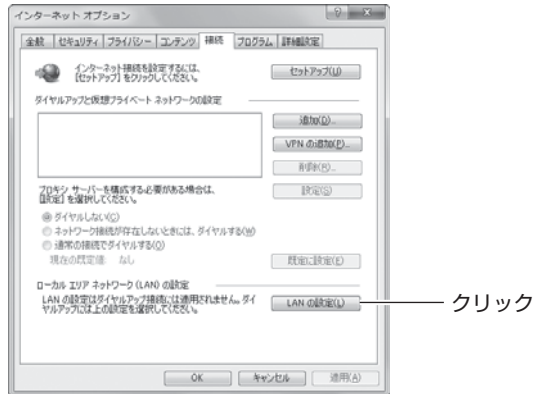 インターネット オプション
全般 セキュリティ プライバシー コンテンツ 接続 プログラム 詳細設定
インターネット接続を設定するには、
[セットアップ] をクリックしてください。
セットアップ(U)
ダイヤルアップと仮想プライベート ネットワークの設定
追加(D)...
VPN の追加(P)...
削除(R)...
プロキシ サーバーを構成する必要がある場合は、
[設定] を選択してください。
設定(S)
ダイヤルしない(C)
ネットワーク接続が存在しないときには、ダイヤルする(W)
通常の接続でダイヤルする(O)
現在の既定値: なし
既定に設定(E)
ローカル エリア ネットワーク (LAN) の設定
LAN の設定はダイヤルアップ接続には適用されません。ダイ
ヤルアップには上の設定を選択してください。
LAN の設定(L)
クリック
OK キャンセル 適用(A)